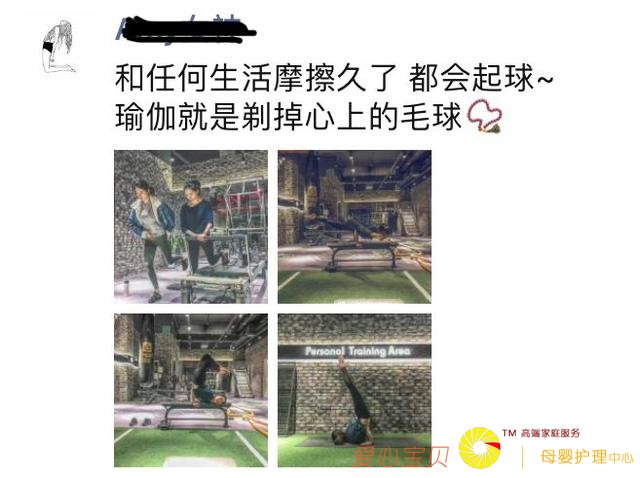 和任何生活摩擦久了 都会起球~
瑜伽就是剃掉心上的毛球
Personal Training Area
爱心宝贝
TM 高端家庭服务
母婴护理中心